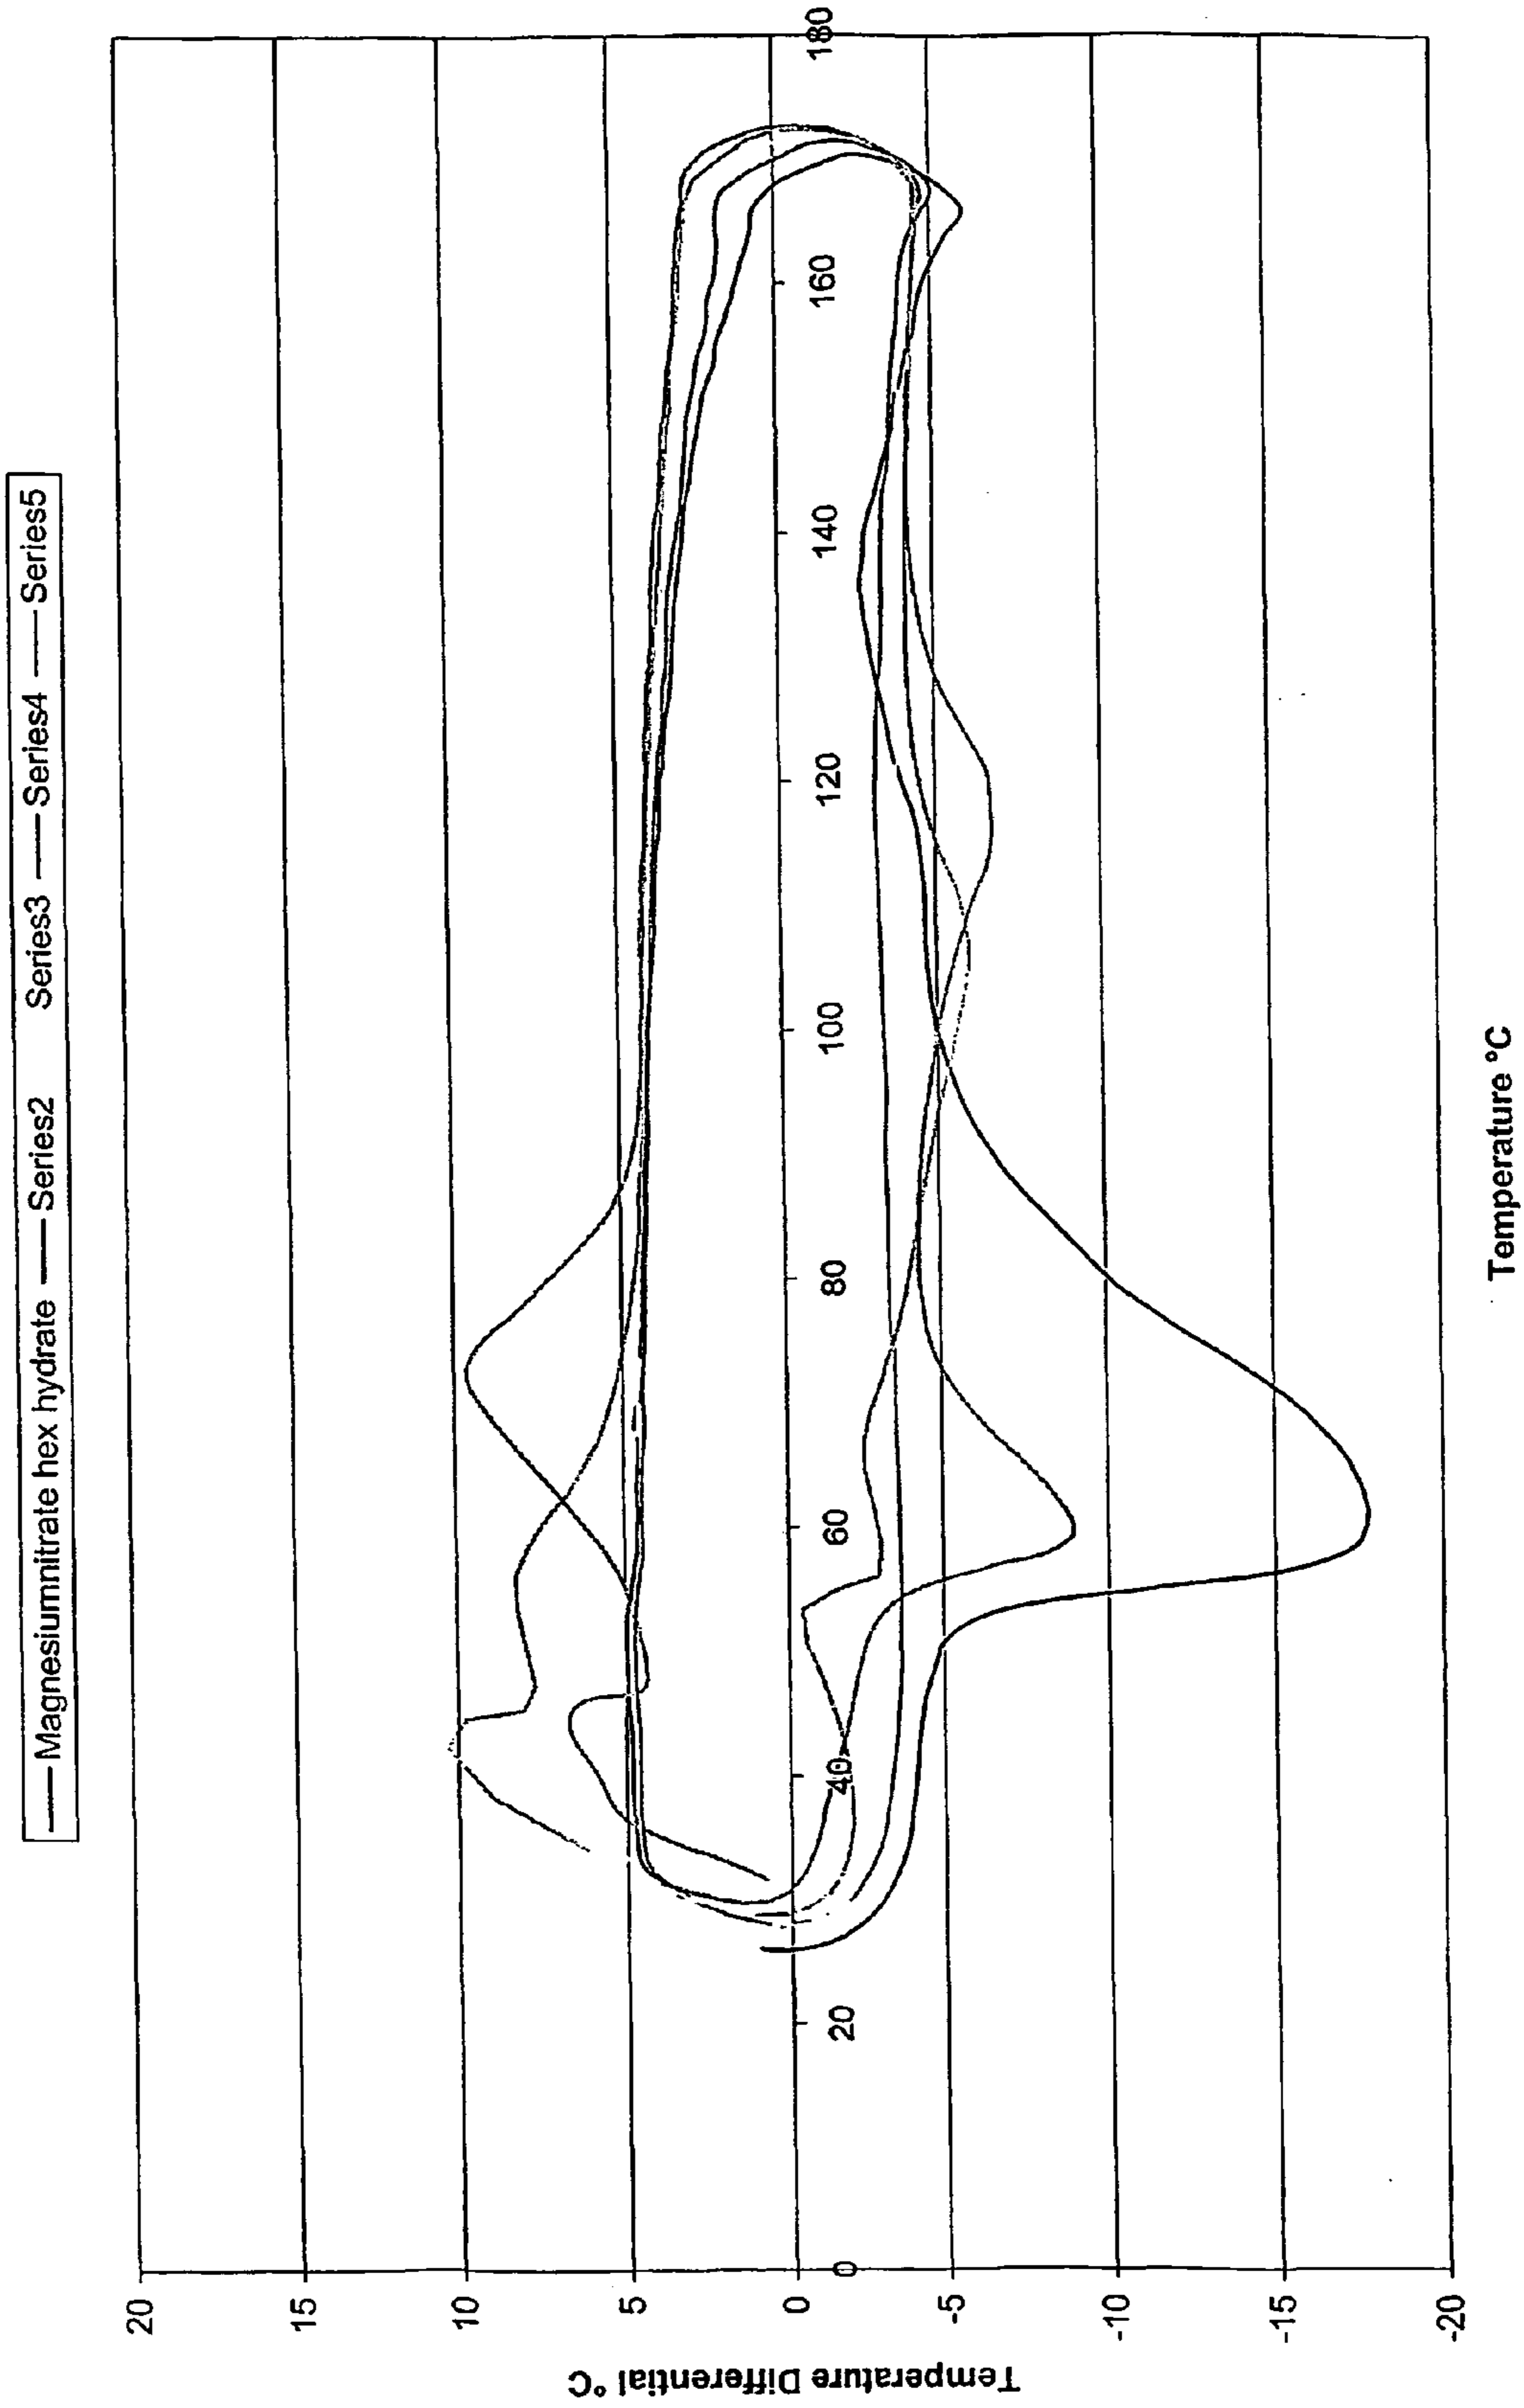 Magnesiumnitrate hex hydrate Series2 Series3 Series4 Series5
20
15
10
5
0
-5
-10
-15
-20
0 20 40 60 80 100 120 140 160 180
Temperature Differential °C
Temperature °C